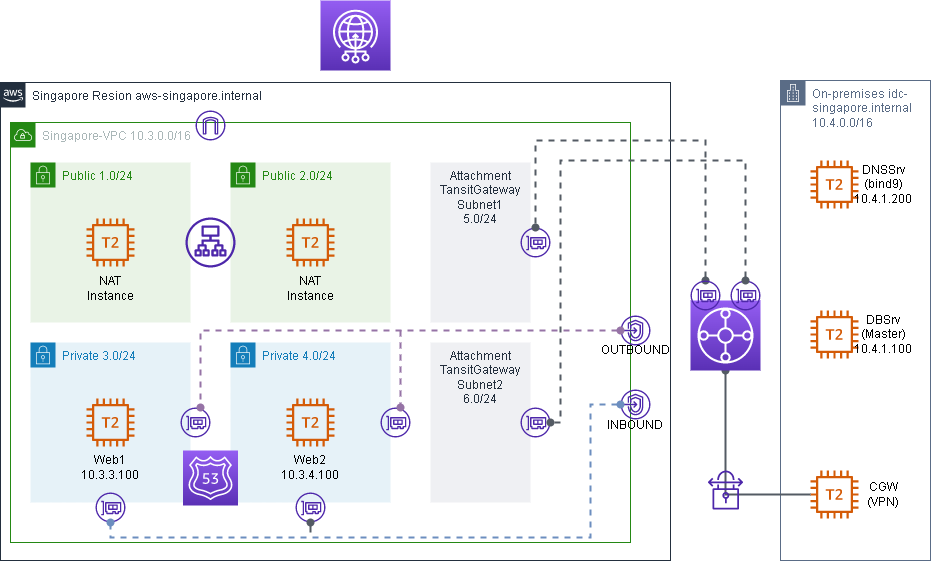 aws
Singapore Resion aws-singapore.internal
Singapore-VPC 10.3.0.0/16
Public 1.0/24
T2
NAT
Instance
Public 2.0/24
T2
NAT
Instance
Attachment
TansitGateway
Subnet1
5.0/24
Private 3.0/24
T2
Web1
10.3.3.100
Private 4.0/24
T2
Web2
10.3.4.100
53
Attachment
TansitGateway
Subnet2
6.0/24
OUTBOUND
INBOUND
On-premises idc-
singapore.internal
10.4.0.0/16
T2
DNSSrv
(bind9)
10.4.1.200
T2
DBSrv
(Master)
10.4.1.100
T2
CGW
(VPN)